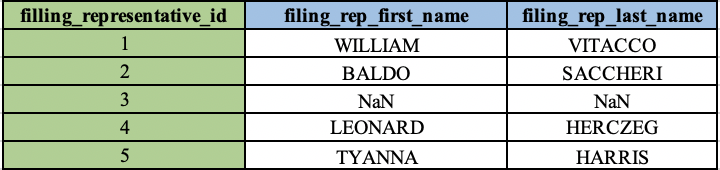 filling_representative_id filing_rep_first_name filing_rep_last_name
1 WILLIAM VITACCO
2 BALDO SACCHERI
3 NaN NaN
4 LEONARD HERCZEG
5 TYANNA HARRIS